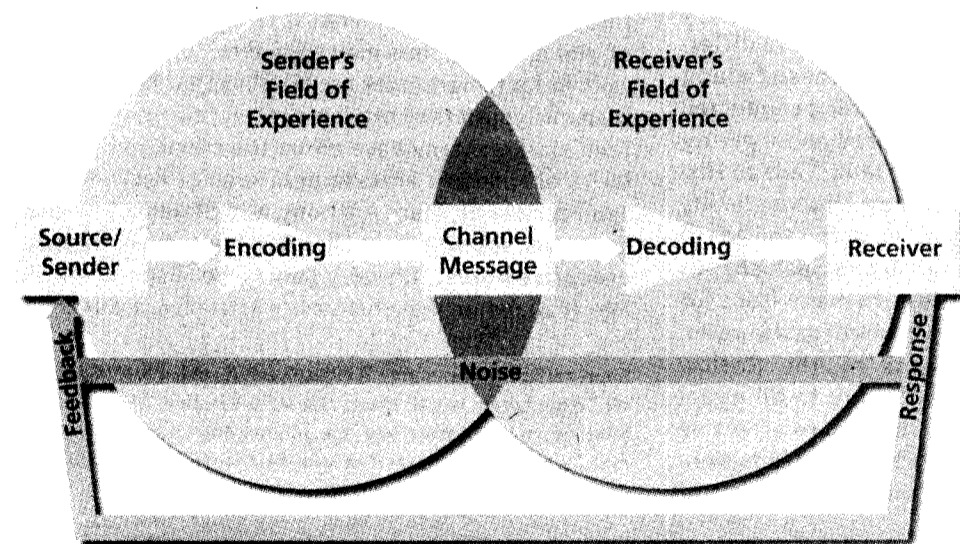 Sender's
Field of
Experience
Receiver's
Field of
Experience
Source/
Sender
Encoding
Channel
Message
Decoding
Receiver
Feedback
Noise
Response